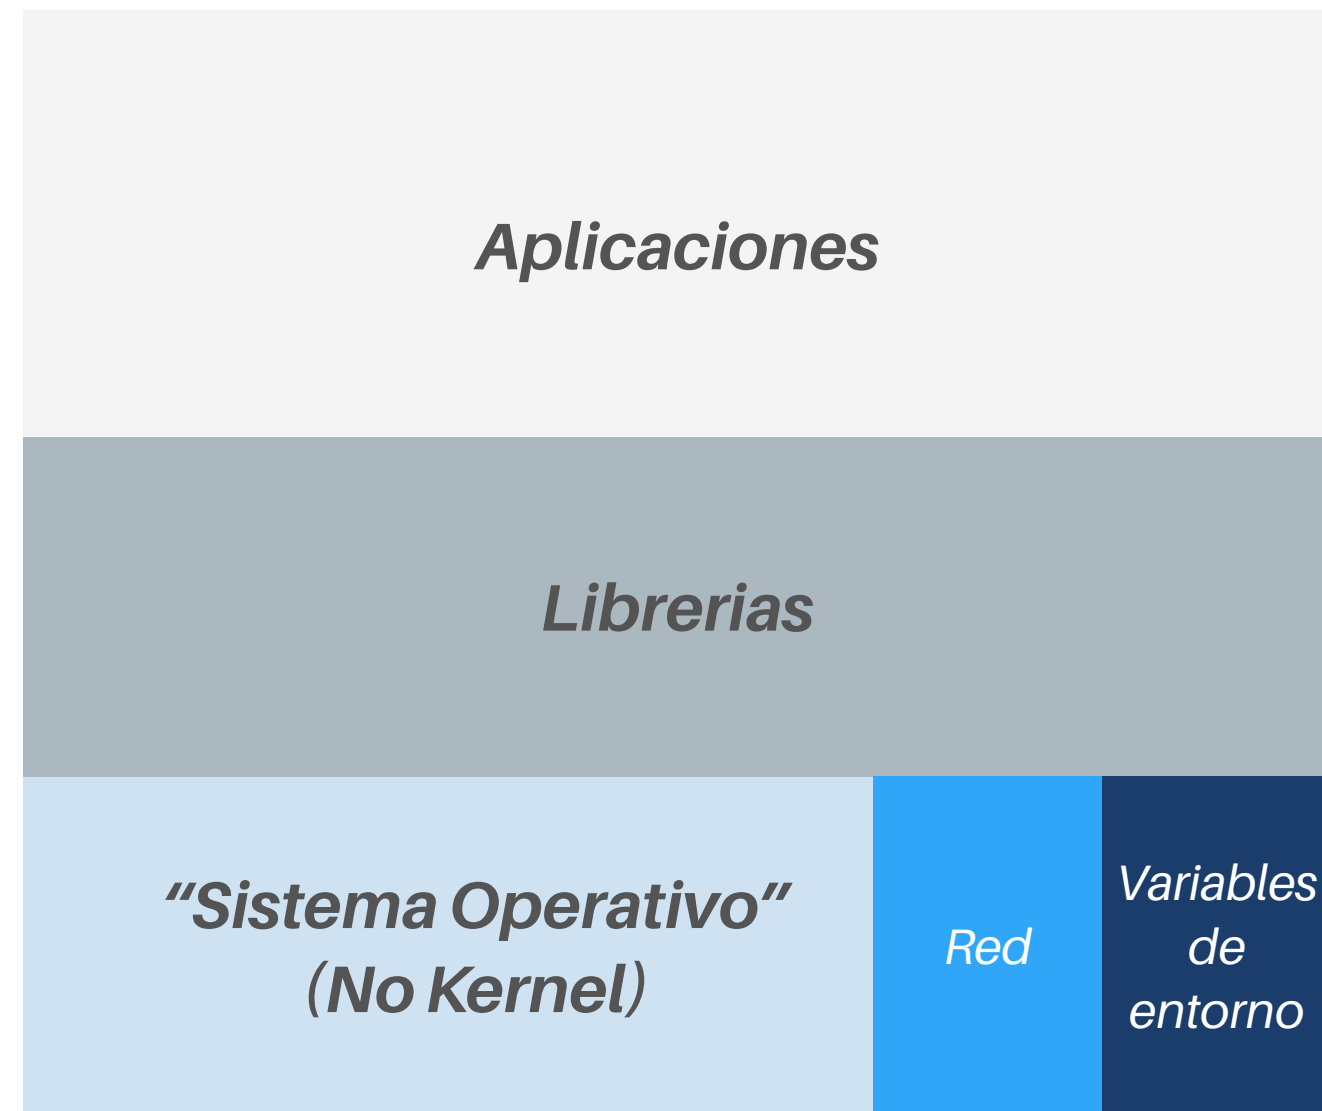 Aplicaciones
Librerias
“Sistema Operativo”
(No Kernel)
Red
Variables
de
entorno